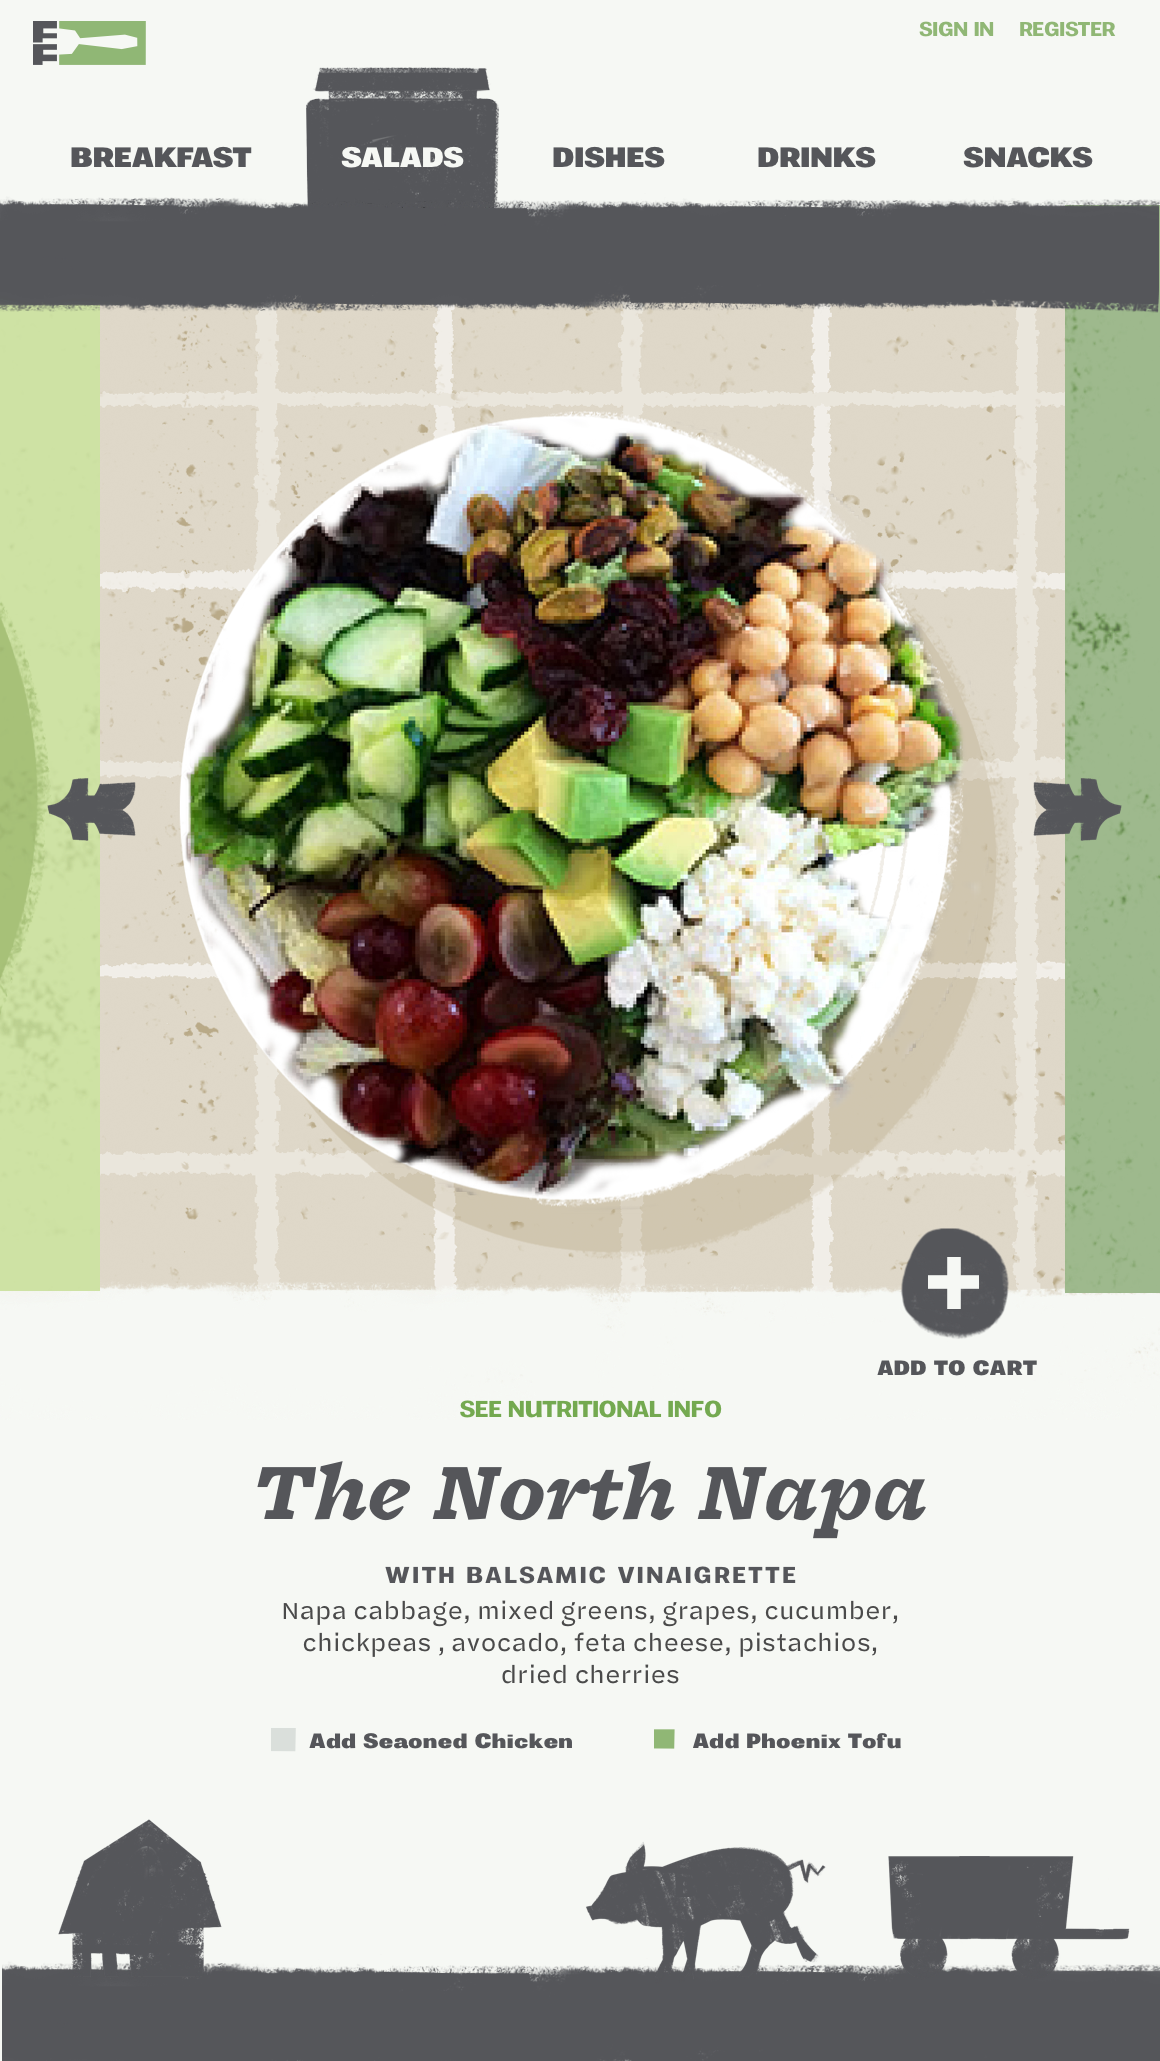 SIGN IN REGISTER
BREAKFAST SALADS DISHES DRINKS SNACKS
ADD TO CART
SEE NUTRITIONAL INFO
The North Napa
WITH BALSAMIC VINAIGRETTE
Napa cabbage, mixed greens, grapes, cucumber,
chickpeas , avocado, feta cheese, pistachios,
dried cherries
Add Seaoned Chicken Add Phoenix Tofu